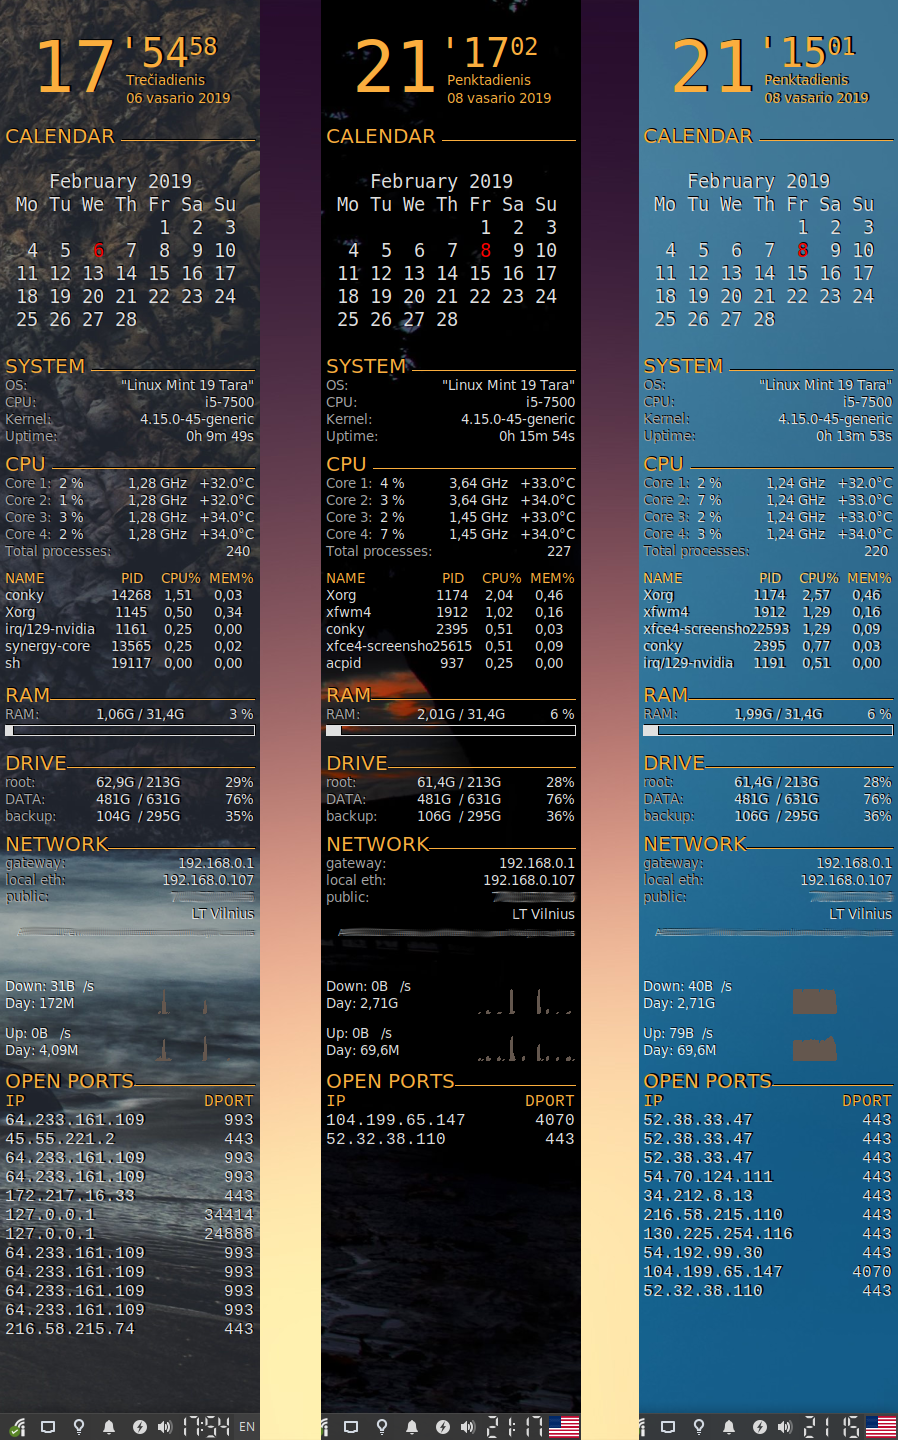 17'54 58
Trečiadienis
06 vasario 2019
CALENDAR
February 2019
Mo Tu We Th Fr Sa Su
1 2 3
4 5 6 7 8 9 10
11 12 13 14 15 16 17
18 19 20 21 22 23 24
25 26 27 28
SYSTEM
OS: "Linux Mint 19 Tara"
CPU: i5-7500
Kernel: 4.15.0-45-generic
Uptime: 0h 9m 49s
CPU
Core 1: 2 % 1,28 GHz +32.0°C
Core 2: 1 % 1,28 GHz +32.0°C
Core 3: 3 % 1,28 GHz +34.0°C
Core 4: 2 % 1,28 GHz +34.0°C
Total processes: 240
NAME PID CPU% MEM%
conky 14268 1,51 0,03
Xorg 1145 0,50 0,34
irq/129-nvidia 1161 0,25 0,00
synergy-core 13565 0,25 0,02
sh 19117 0,00 0,00
RAM
RAM: 1,06G / 31,4G 3 %
DRIVE
root: 62,9G / 213G 29%
DATA: 481G / 631G 76%
backup: 104G / 295G 35%
NETWORK
gateway: 192.168.0.1
local eth: 192.168.0.107
public:
LT Vilnius
Down: 31B /s
Day: 172M
Up: 0B /s
Day: 4,09M
OPEN PORTS
IP DPORT
64.233.161.109 993
45.55.221.2 443
64.233.161.109 993
64.233.161.109 993
172.217.16.33 443
127.0.0.1 34414
127.0.0.1 24888
64.233.161.109 993
64.233.161.109 993
64.233.161.109 993
64.233.161.109 993
216.58.215.74 443
17:54 EN
21'17 02
Penktadienis
08 vasario 2019
CALENDAR
February 2019
Mo Tu We Th Fr Sa Su
1 2 3
4 5 6 7 8 9 10
11 12 13 14 15 16 17
18 19 20 21 22 23 24
25 26 27 28
SYSTEM
OS: "Linux Mint 19 Tara"
CPU: i5-7500
Kernel: 4.15.0-45-generic
Uptime: 0h 15m 54s
CPU
Core 1: 4 % 3,64 GHz +33.0°C
Core 2: 3 % 3,64 GHz +34.0°C
Core 3: 2 % 1,45 GHz +33.0°C
Core 4: 7 % 1,45 GHz +34.0°C
Total processes: 227
NAME PID CPU% MEM%
Xorg 1174 2,04 0,46
xfwm4 1912 1,02 0,16
conky 2395 0,51 0,03
xfce4-screensho25615 0,51 0,09
acpid 937 0,25 0,00
RAM
RAM: 2,01G / 31,4G 6 %
DRIVE
root: 61,4G / 213G 28%
DATA: 481G / 631G 76%
backup: 106G / 295G 36%
NETWORK
gateway: 192.168.0.1
local eth: 192.168.0.107
public:
LT Vilnius
Down: 0B /s
Day: 2,71G
Up: 0B /s
Day: 69,6M
OPEN PORTS
IP DPORT
104.199.65.147 4070
52.32.38.110 443
21:17
21'15 01
Penktadienis
08 vasario 2019
CALENDAR
February 2019
Mo Tu We Th Fr Sa Su
1 2 3
4 5 6 7 8 9 10
11 12 13 14 15 16 17
18 19 20 21 22 23 24
25 26 27 28
SYSTEM
OS: "Linux Mint 19 Tara"
CPU: i5-7500
Kernel: 4.15.0-45-generic
Uptime: 0h 13m 53s
CPU
Core 1: 2 % 1,24 GHz +32.0°C
Core 2: 7 % 1,24 GHz +33.0°C
Core 3: 2 % 1,24 GHz +33.0°C
Core 4: 3 % 1,24 GHz +34.0°C
Total processes: 220
NAME PID CPU% MEM%
Xorg 1174 2,57 0,46
xfwm4 1912 1,29 0,16
xfce4-screensho22593 1,29 0,09
conky 2395 0,77 0,03
irq/129-nvidia 1191 0,51 0,00
RAM
RAM: 1,99G / 31,4G 6 %
DRIVE
root: 61,4G / 213G 28%
DATA: 481G / 631G 76%
backup: 106G / 295G 36%
NETWORK
gateway: 192.168.0.1
local eth: 192.168.0.107
public:
LT Vilnius
Down: 40B /s
Day: 2,71G
Up: 79B /s
Day: 69,6M
OPEN PORTS
IP DPORT
52.38.33.47 443
52.38.33.47 443
52.38.33.47 443
54.70.124.111 443
34.212.8.13 443
216.58.215.110 443
130.225.254.116 443
54.192.99.30 443
104.199.65.147 4070
52.32.38.110 443
21 15